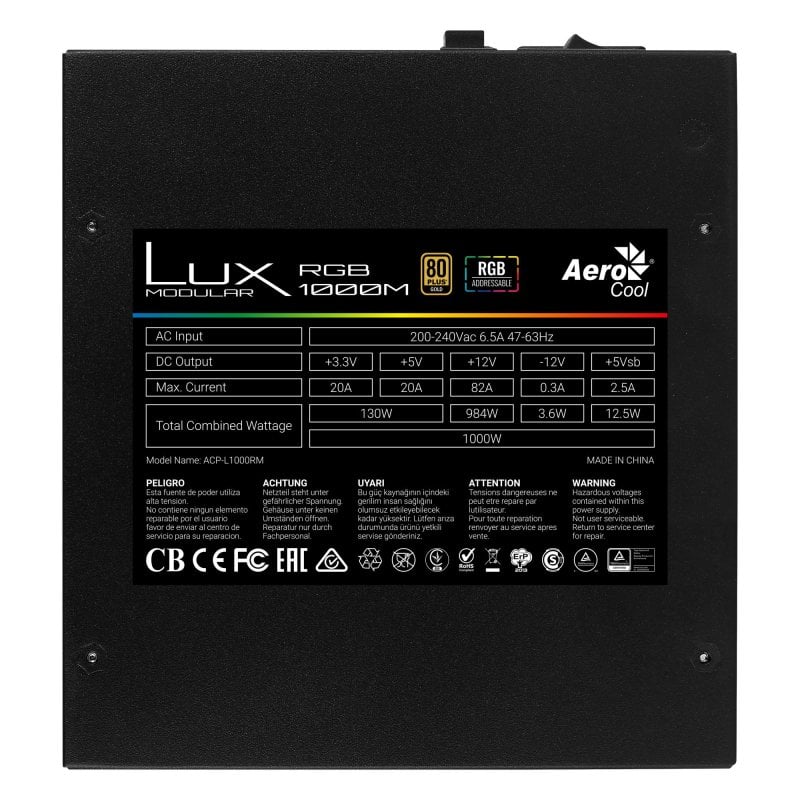 LUX RGB
MODULAR 1000M
80 PLUS GOLD
RGB ADDRESSABLE
Aero Cool ®
AC Input 200-240Vac 6.5A 47-63Hz
DC Output +3.3V +5V +12V -12V +5Vsb
Max. Current 20A 20A 82A 0.3A 2.5A
Total Combined Wattage 130W 984W 3.6W 12.5W
1000W
Model Name: ACP-L1000RM MADE IN CHINA
PELIGRO
Esta fuente de poder utiliza
alta tension.
No contiene ningun elemento
reparable por el usuario
favor de enviar a centro de
servicio para su reparacion.
ACHTUNG
Netzteil steht unter
gefährlicher Spannung.
Gehäuse unter keinen
Umständen öffnen.
Reparatur nur durch
Fachpersonal.
UYARI
Bu güç kaynağının içindeki
gerilim insan sağlığını
olumsuz etkileyebilecek
kadar yüksektir. Lütfen arıza
durumunda ürünü yetkili
servise gönderiniz.
ATTENTION
Tensions dangereuses ne
peut etre repare par
lutilisateur.
Pour toute reparation
renvoyer au service apres
vente.
WARNING
Hazardous voltages
contained within this
power supply.
Not user serviceable.
Return to service center
for repair.
CB CE FC EAC RoHS ErP 2013